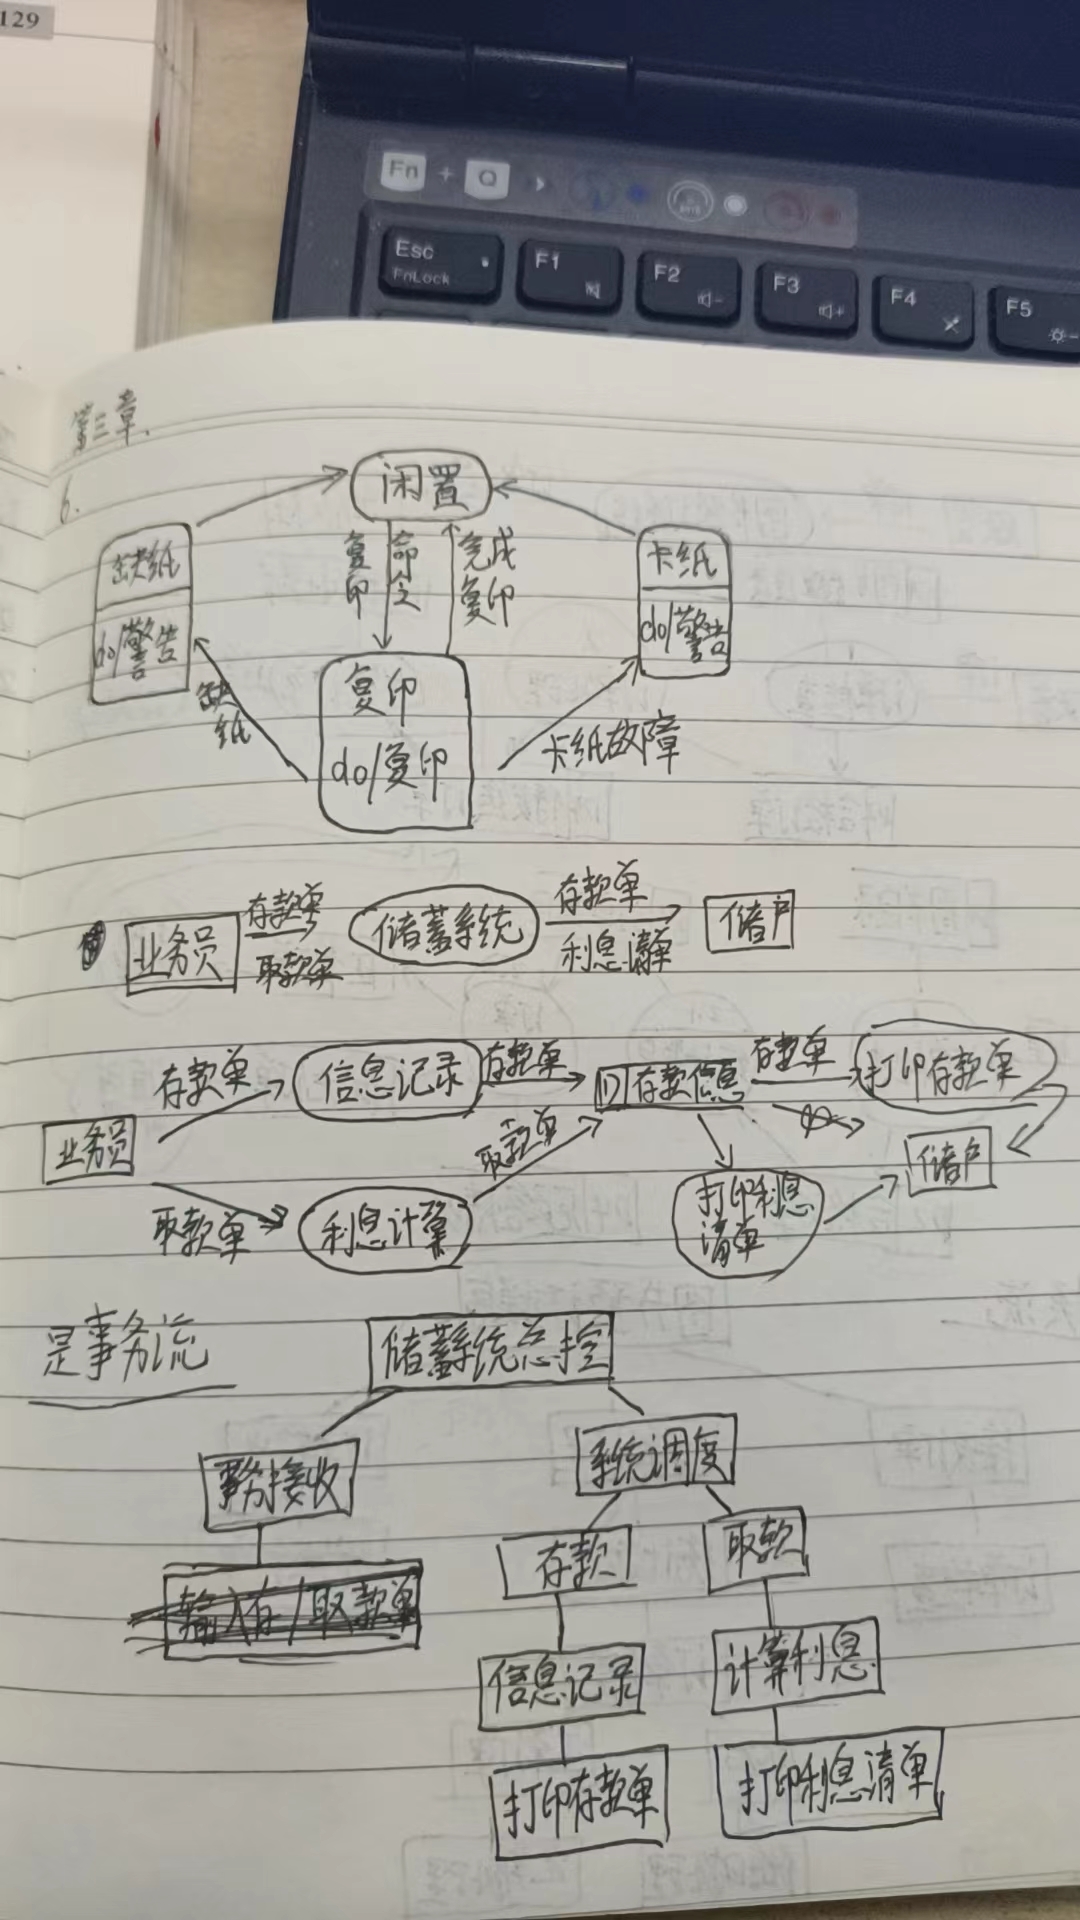 129
Fn + Q
Esc
FnLock
F1
F2
F3
F4
F5
第三章.
6.
闲置
缺纸
do/警告
复印命令
完成复印
卡纸
do/警告
缺纸
复印
do/复印
卡纸故障
业务员
存款单
取款单
储蓄系统
存款单
利息清单
储户
业务员
存款单
信息记录
存款单
D1 存款信息
存款单
打印存款单
取款单
利息计算
取款单
打印利息清单
储户
是事务流
储蓄系统总控
事务接收
系统调度
输入存/取款单
存款
取款
信息记录
计算利息
打印存款单
打印利息清单